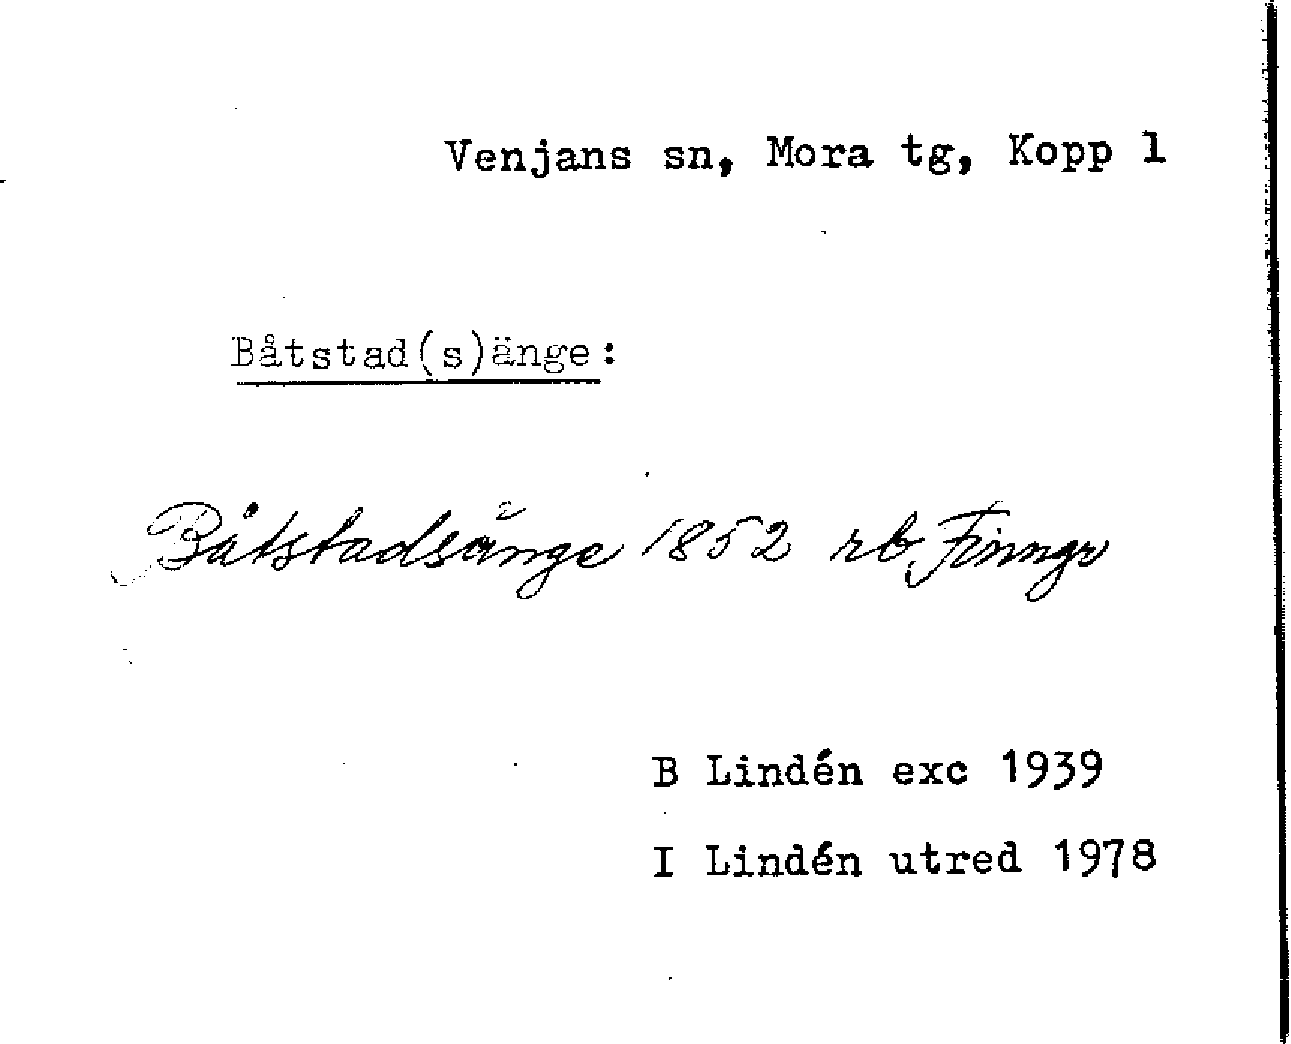 Venjans sn, Mora tg, Kopp l
Båtstad(s)änge:
Båtstadsänge 1852 rb Finngr
B Lindén exc 1939
I Lindén utred 1978